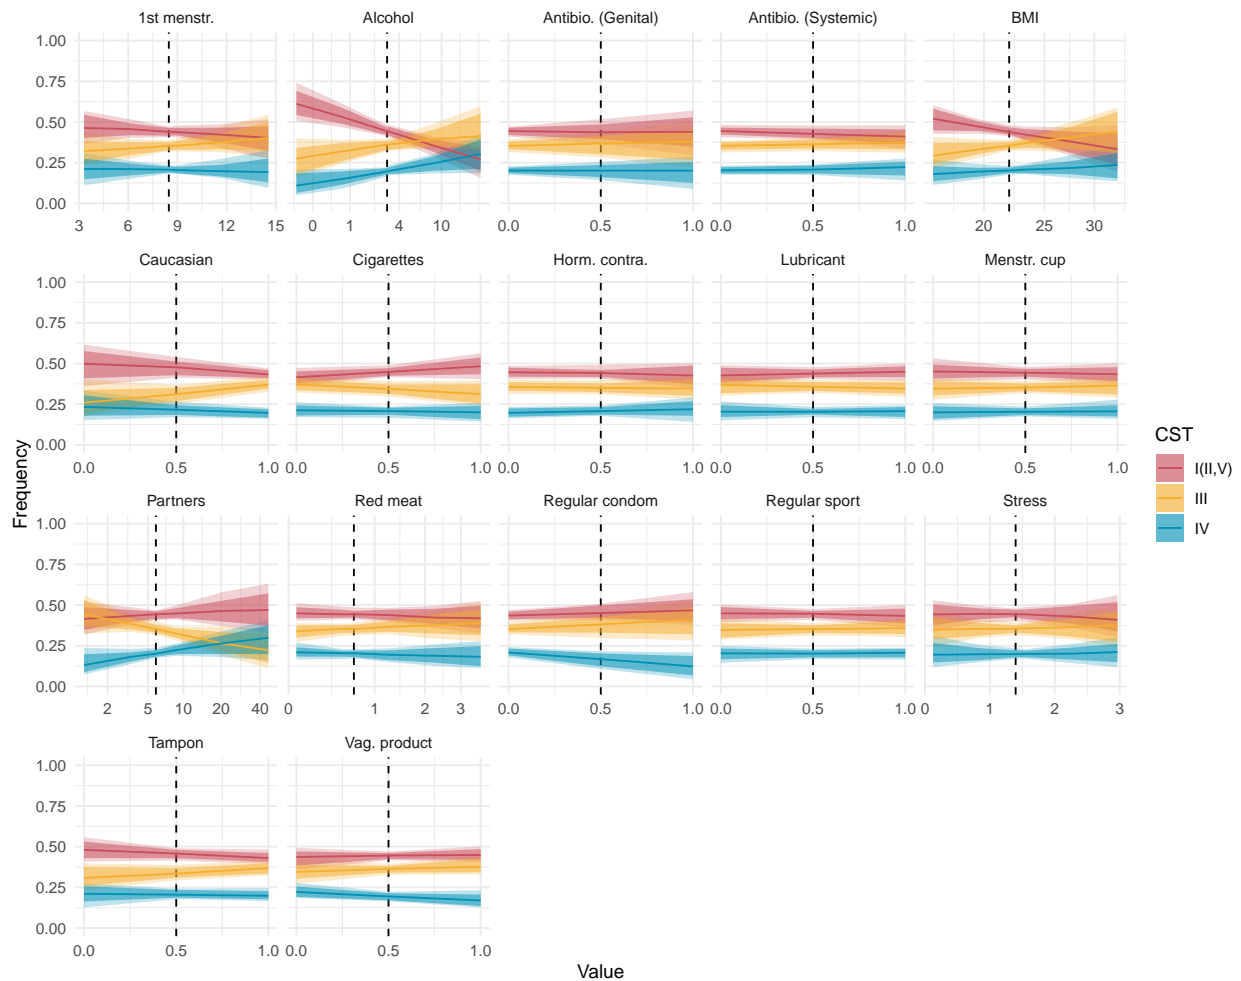 1st menstr. Alcohol Antibio. (Genital) Antibio. (Systemic) BMI
1.00
0.75
0.50
0.25
0.00
3 6 9 12 15 0 1 4 10 0.0 0.5 1.0 0.0 0.5 1.0 20 25 30
Caucasian Cigarettes Horm. contra. Lubricant Menstr. cup
1.00
0.75
0.50
0.25
0.00
0.0 0.5 1.0 0.0 0.5 1.0 0.0 0.5 1.0 0.0 0.5 1.0 0.0 0.5 1.0
Partners Red meat Regular condom Regular sport Stress
1.00
0.75
0.50
0.25
0.00
2 5 10 20 40 0 1 2 3 0.0 0.5 1.0 0.0 0.5 1.0 0 1 2 3
Tampon Vag. product
1.00
0.75
0.50
0.25
0.00
0.0 0.5 1.0 0.0 0.5 1.0
Value
Frequency
CST
I(II,V)
III
IV